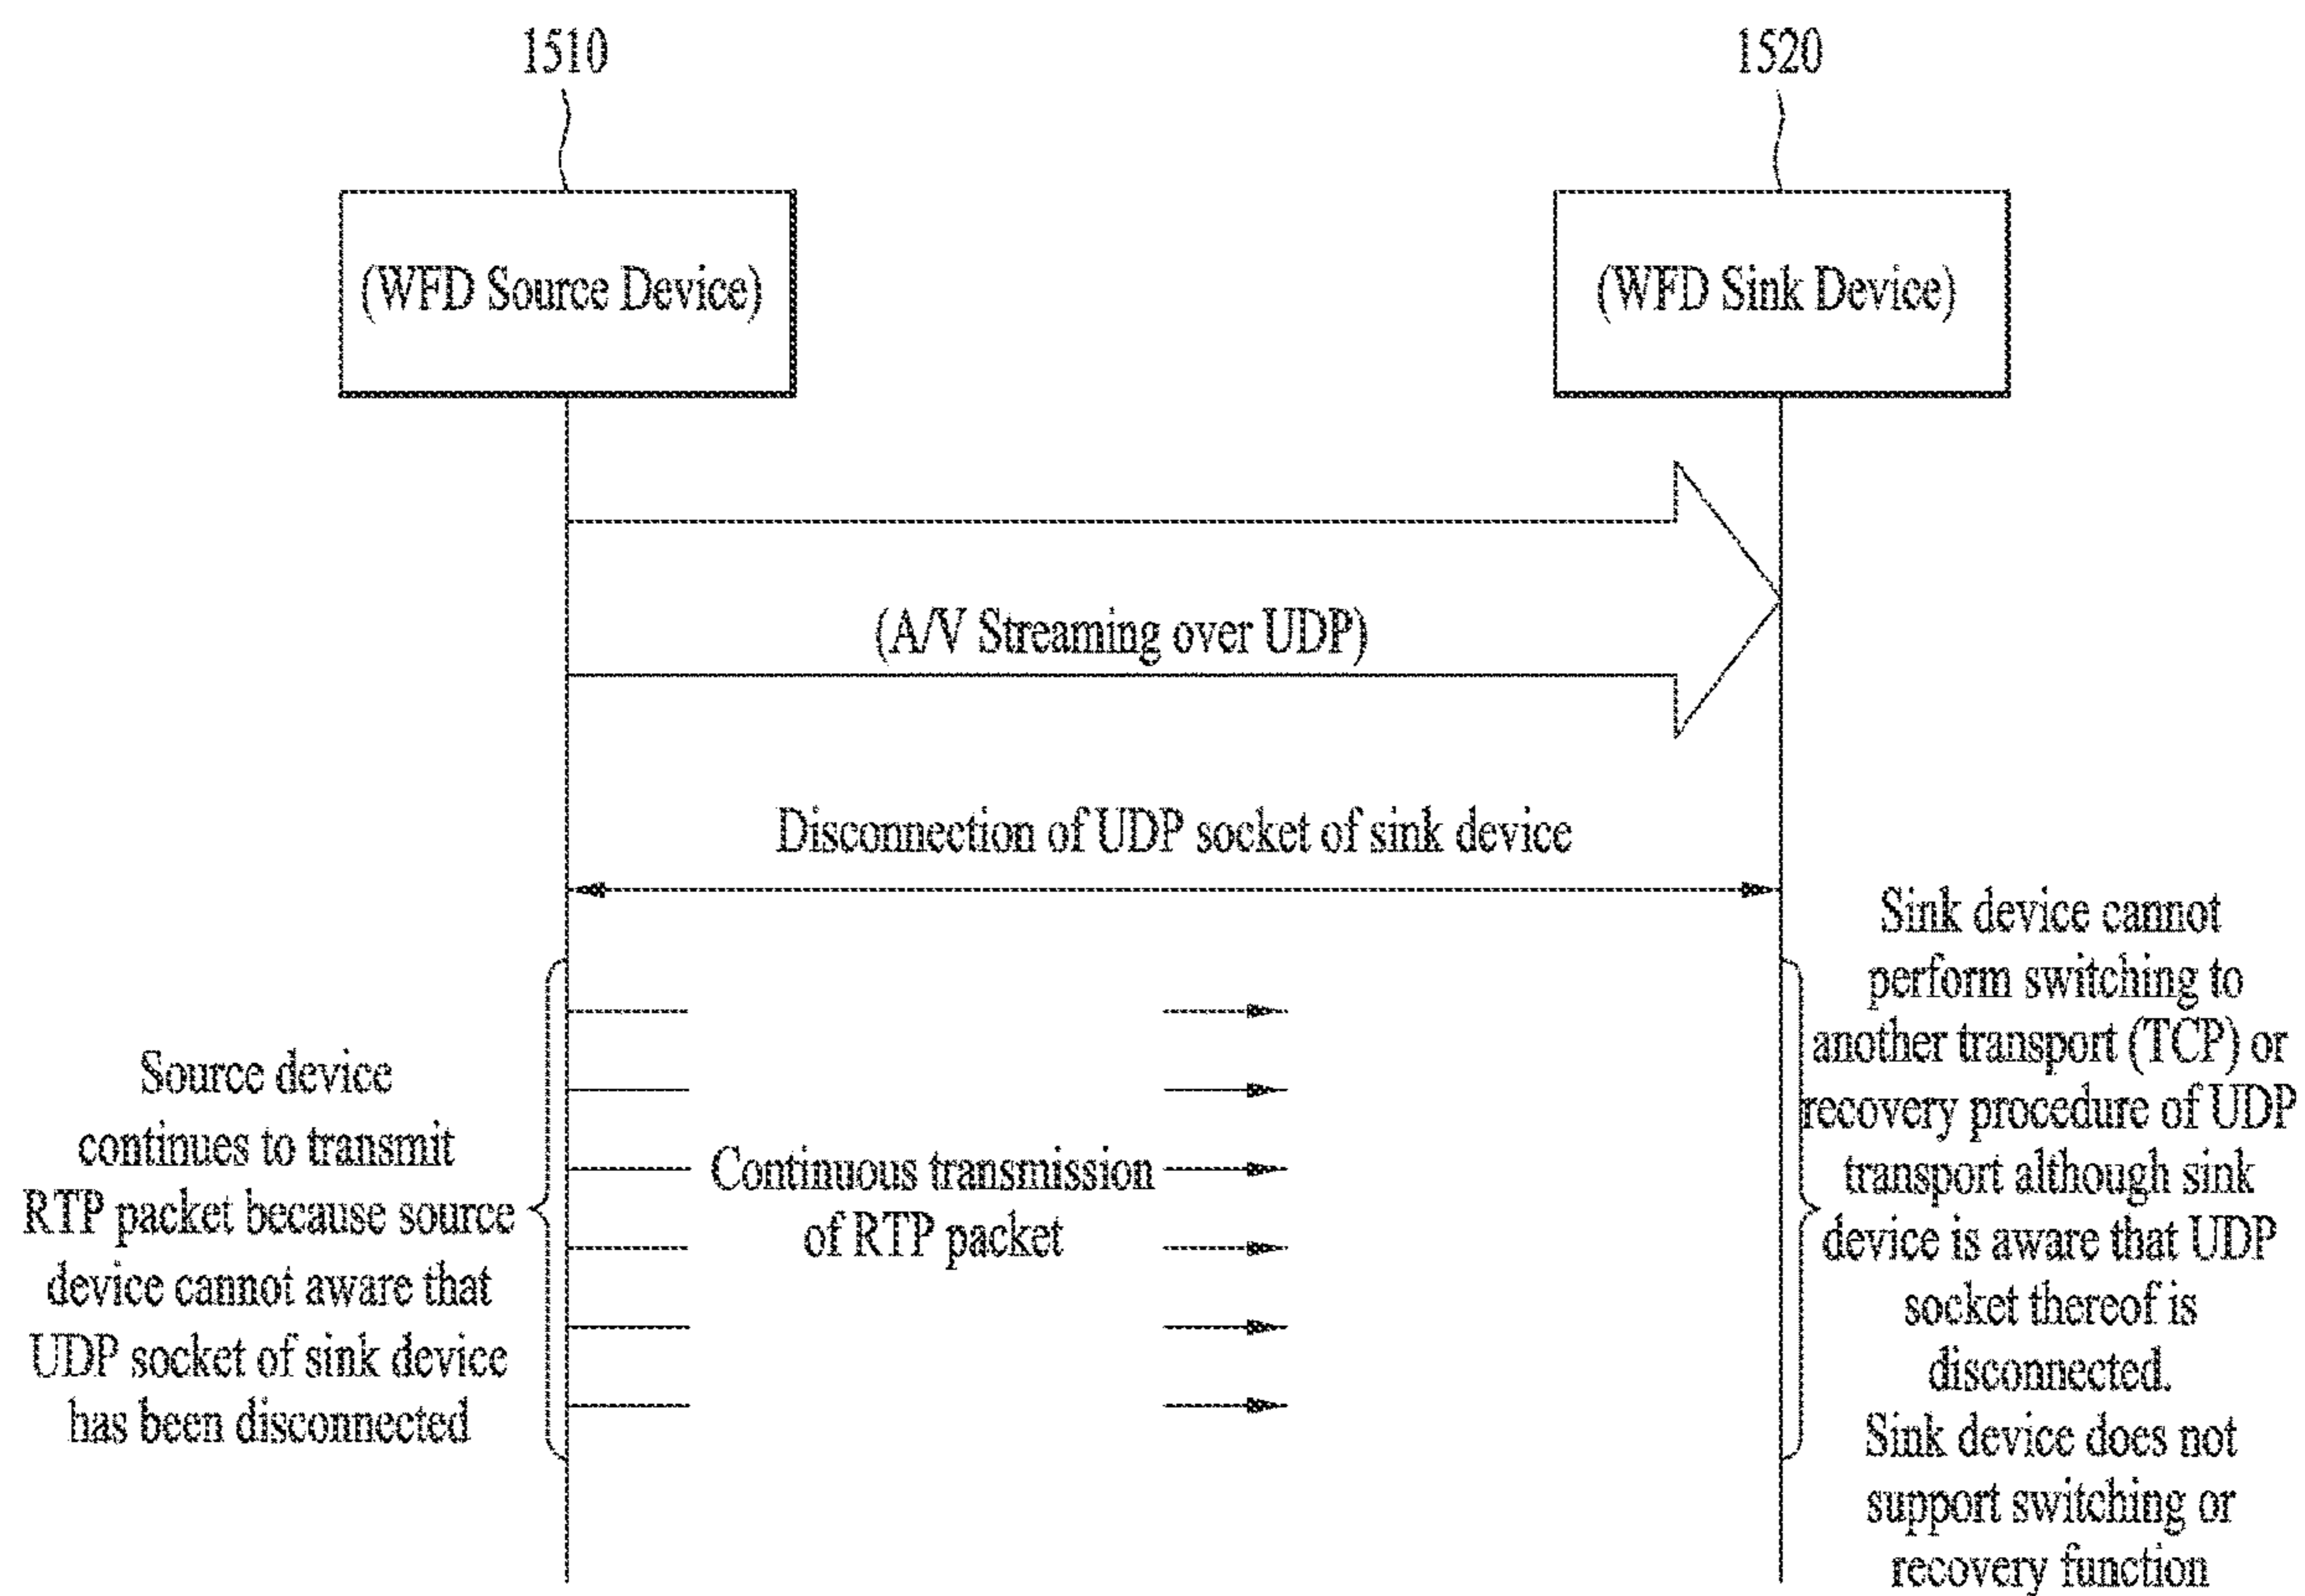 1510
1520
(WFD Source Device)
(WFD Sink Device)
(A/V Streaming over UDP)
Disconnection of UDP socket of sink device
Source device
continues to transmit
RTP packet because source
device cannot aware that
UDP socket of sink device
has been disconnected
Continuous transmission
of RTP packet
Sink device cannot
perform switching to
another transport (TCP) or
recovery procedure of UDP
transport although sink
device is aware that UDP
socket thereof is
disconnected.
Sink device does not
support switching or
recovery function